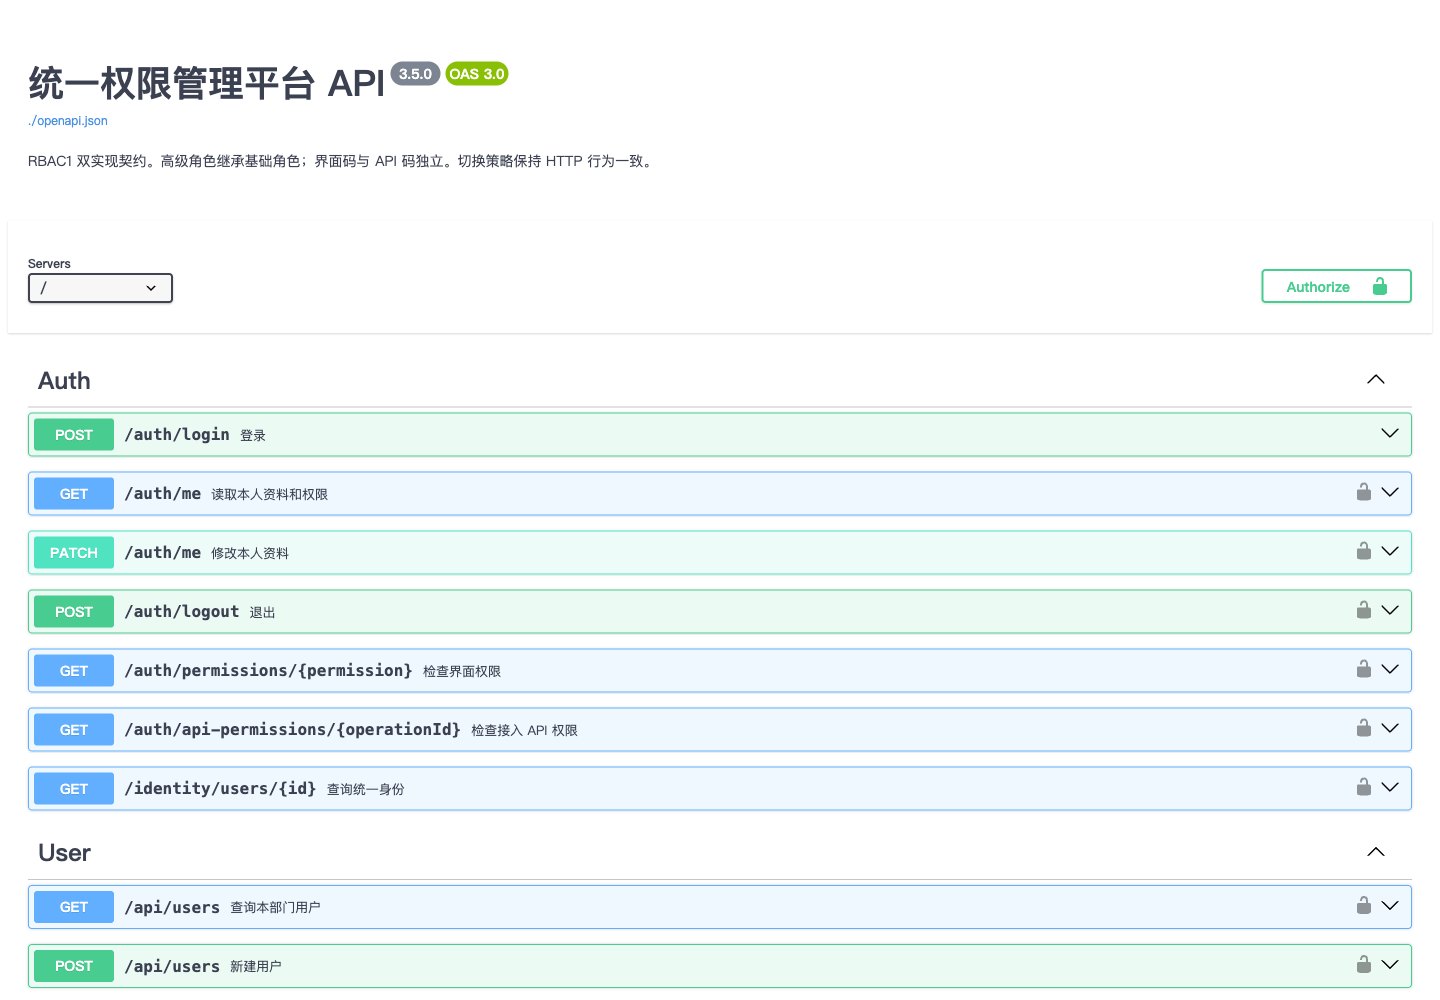 统一权限管理平台 API 3.5.0 OAS 3.0
./openapi.json
RBAC1 双实现契约。高级角色继承基础角色；界面码与 API 码独立。切换策略保持 HTTP 行为一致。
Servers
/
Authorize
Auth
POST /auth/login 登录
GET /auth/me 读取本人资料和权限
PATCH /auth/me 修改本人资料
POST /auth/logout 退出
GET /auth/permissions/{permission} 检查界面权限
GET /auth/api-permissions/{operationId} 检查接入 API 权限
GET /identity/users/{id} 查询统一身份
User
GET /api/users 查询本部门用户
POST /api/users 新建用户